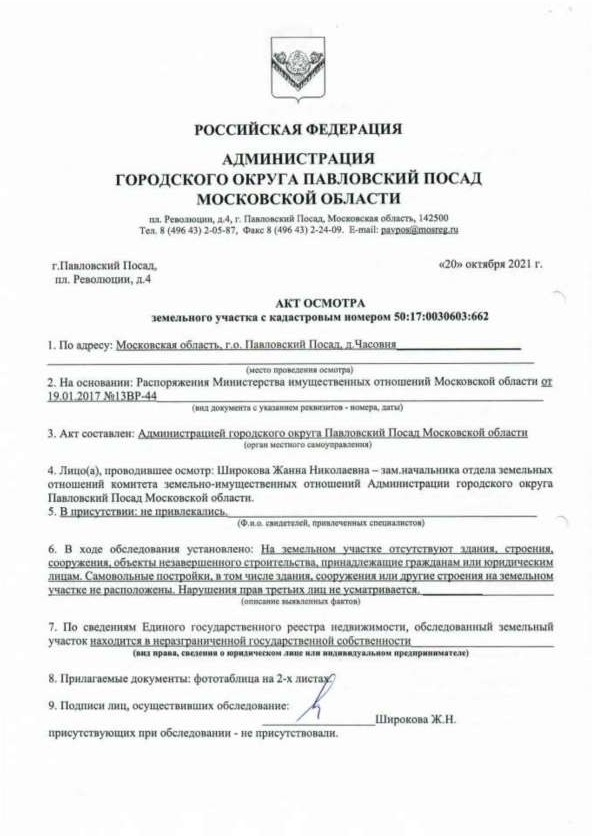 РОССИЙСКАЯ ФЕДЕРАЦИЯ
АДМИНИСТРАЦИЯ
ГОРОДСКОГО ОКРУГА ПАВЛОВСКИЙ ПОСАД
МОСКОВСКОЙ ОБЛАСТИ
пл. Революции, д.4, г. Павловский Посад, Московская область, 142500
Тел. 8 (496 43) 2-05-87, Факс 8 (496 43) 2-24-09. E-mail: pavpos@mosreg.ru
г.Павловский Посад, «20» октября 2021 г.
пл. Революции, д.4
АКТ ОСМОТРА
земельного участка с кадастровым номером 50:17:0030603:662
1. По адресу: Московская область, г.о. Павловский Посад, д.Часовня
(место проведения осмотра)
2. На основании: Распоряжения Министерства имущественных отношений Московской области от
19.01.2017 №13ВР-44
(вид документа с указанием реквизитов - номера, даты)
3. Акт составлен: Администрацией городского округа Павловский Посад Московской области
(орган местного самоуправления)
4. Лицо(а), проводившее осмотр: Широкова Жанна Николаевна – зам.начальника отдела земельных
отношений комитета земельно-имущественных отношений Администрации городского округа
Павловский Посад Московской области.
5. В присутствии: не привлекались.
(Ф.и.о. свидетелей, привлеченных специалистов)
6. В ходе обследования установлено: На земельном участке отсутствуют здания, строения,
сооружения, объекты незавершенного строительства, принадлежащие гражданам или юридическим
лицам. Самовольные постройки, в том числе здания, сооружения или другие строения на земельном
участке не расположены. Нарушения прав третьих лиц не усматривается.
(описание выявленных фактов)
7. По сведениям Единого государственного реестра недвижимости, обследованный земельный
участок находится в неразграниченной государственной собственности
(вид права, сведения о юридическом лице или индивидуальном предпринимателе)
8. Прилагаемые документы: фототаблица на 2-х листах.
9. Подписи лиц, осуществивших обследование:
Широкова Ж.Н.
присутствующих при обследовании - не присутствовали.